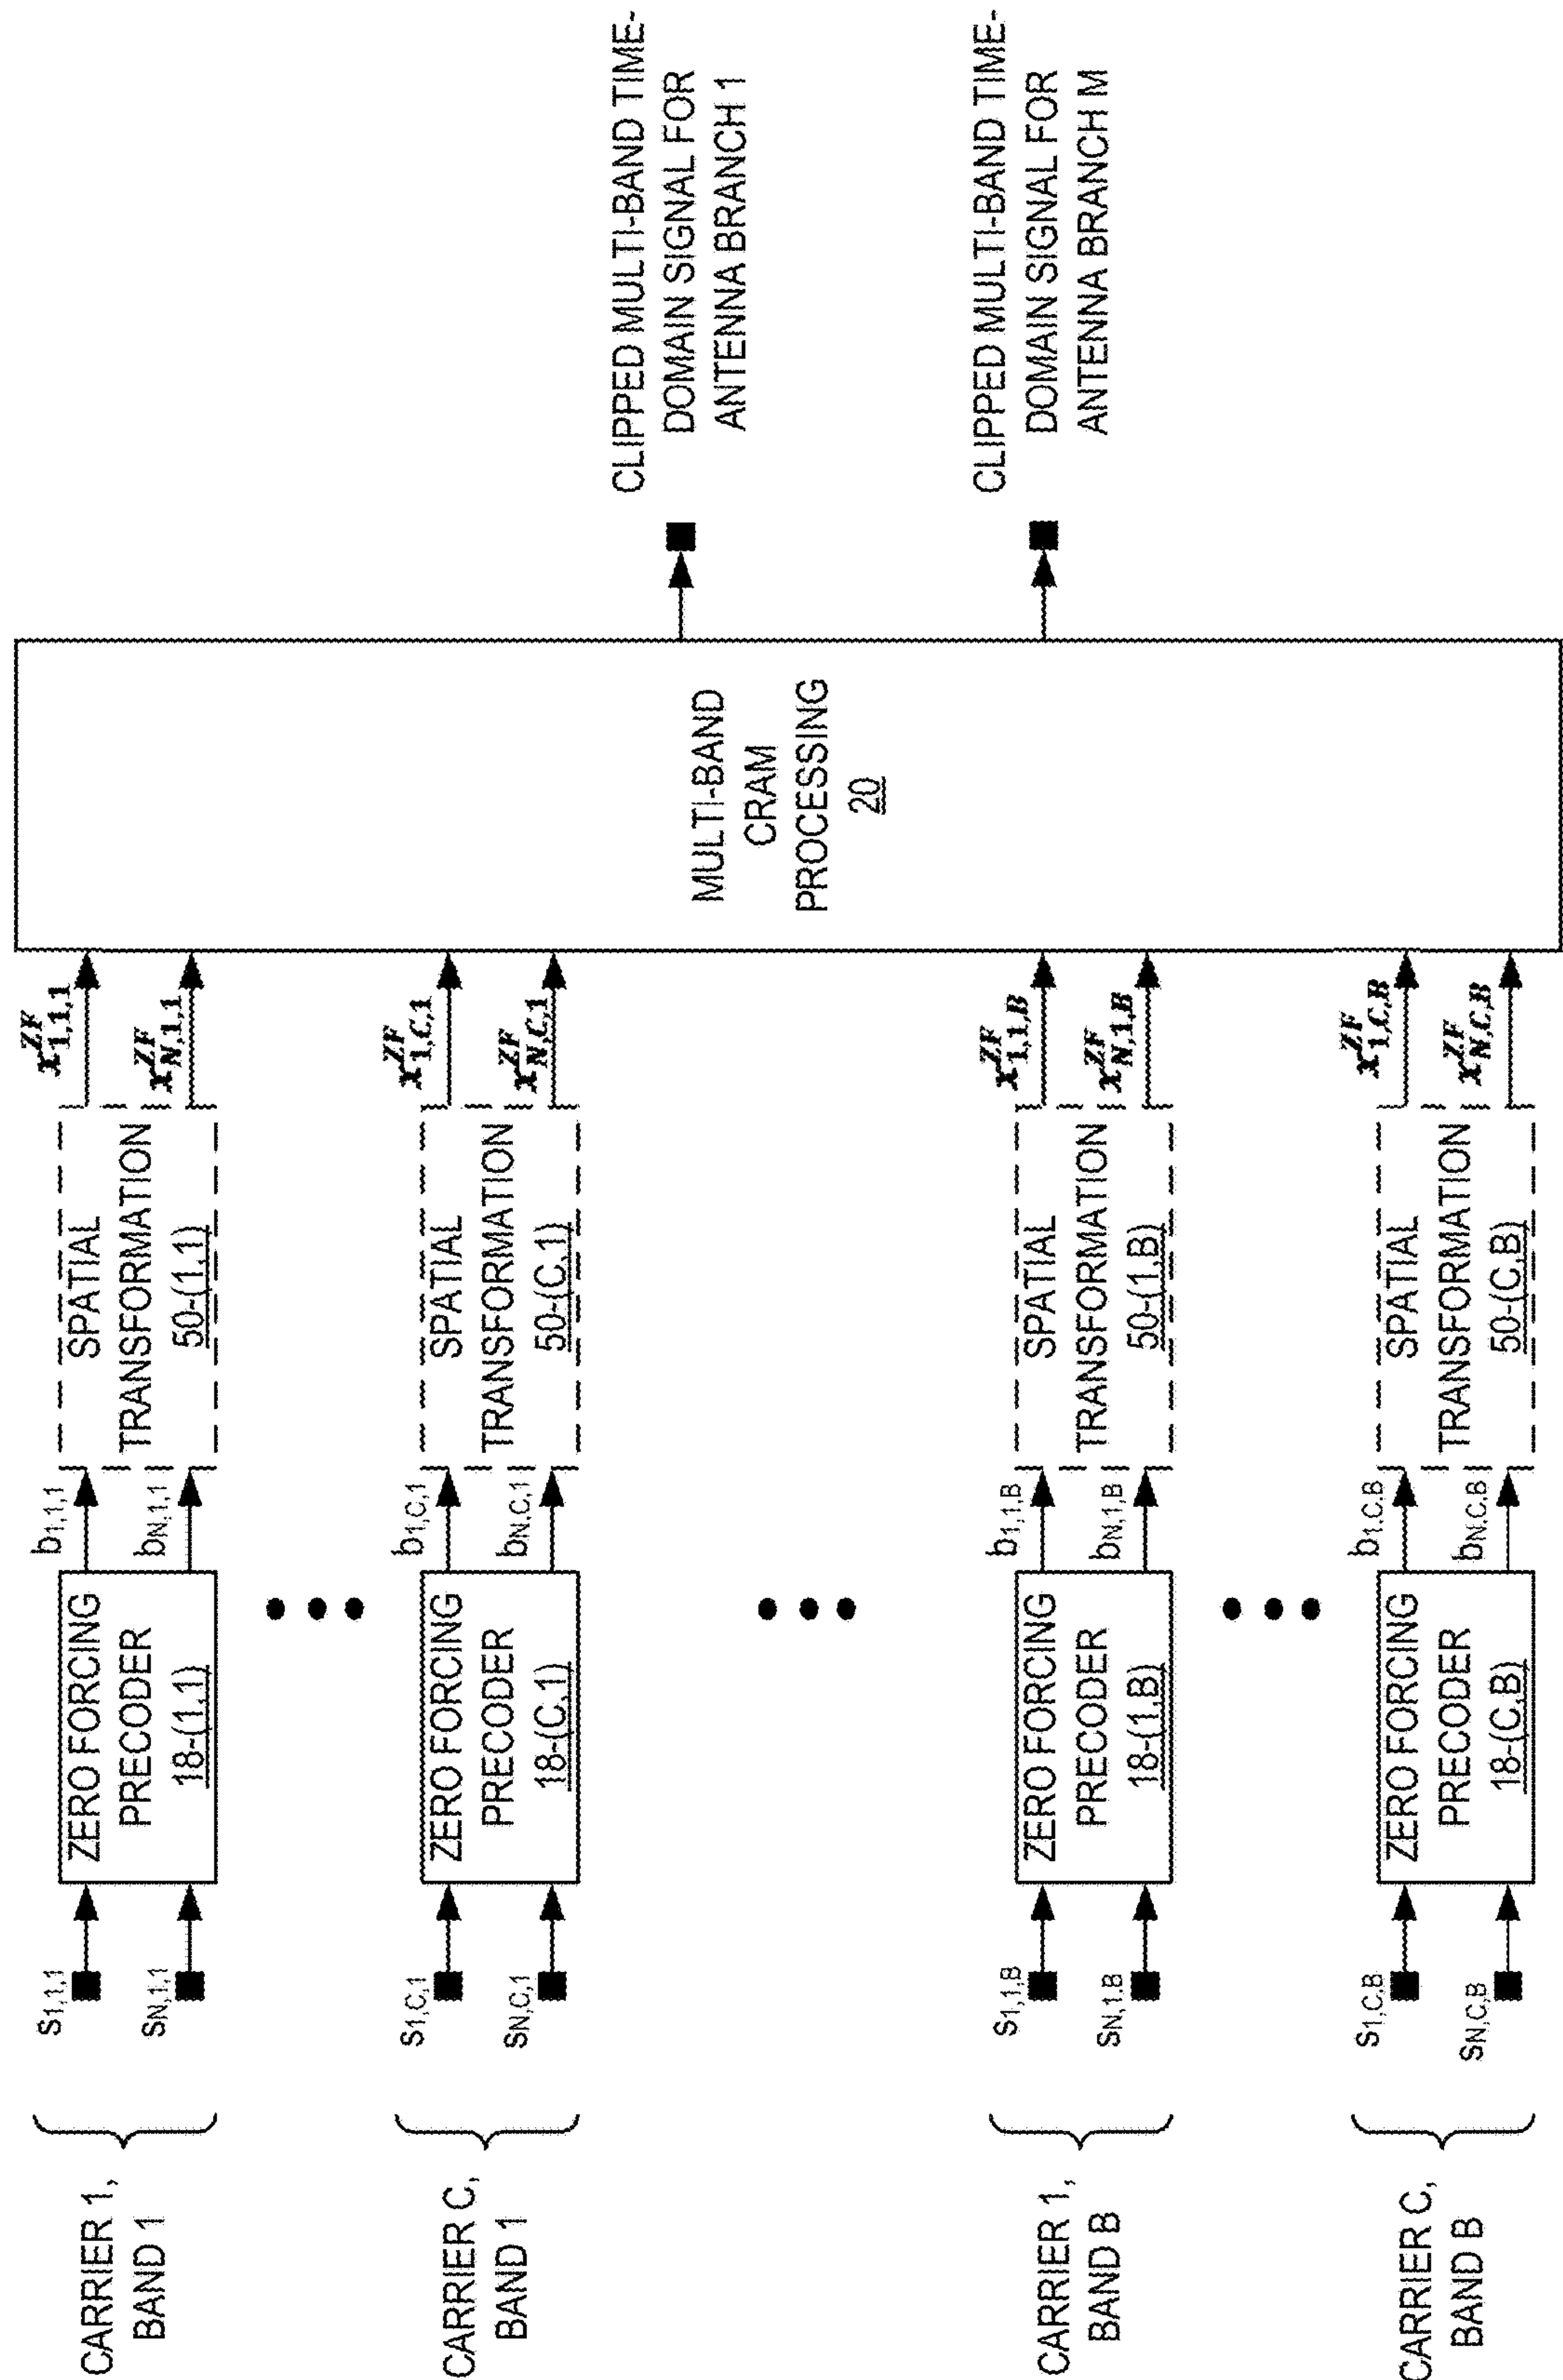 CARRIER 1,
BAND 1
S1,1,1
SN,1,1
ZERO FORCING
PRECODER
18-(1,1)
b1,1,1
bN,1,1
SPATIAL
TRANSFORMATION
50-(1,1)
x^ZF_1,1,1
x^ZF_N,1,1
CARRIER C,
BAND 1
S1,C,1
SN,C,1
ZERO FORCING
PRECODER
18-(C,1)
b1,C,1
bN,C,1
SPATIAL
TRANSFORMATION
50-(C,1)
x^ZF_1,C,1
x^ZF_N,C,1
CARRIER 1,
BAND B
S1,1,B
SN,1,B
ZERO FORCING
PRECODER
18-(1,B)
b1,1,B
bN,1,B
SPATIAL
TRANSFORMATION
50-(1,B)
x^ZF_1,1,B
x^ZF_N,1,B
CARRIER C,
BAND B
S1,C,B
SN,C,B
ZERO FORCING
PRECODER
18-(C,B)
b1,C,B
bN,C,B
SPATIAL
TRANSFORMATION
50-(C,B)
x^ZF_1,C,B
x^ZF_N,C,B
MULTI-BAND
CRAM
PROCESSING
20
CLIPPED MULTI-BAND TIME-
DOMAIN SIGNAL FOR
ANTENNA BRANCH 1
CLIPPED MULTI-BAND TIME-
DOMAIN SIGNAL FOR
ANTENNA BRANCH M